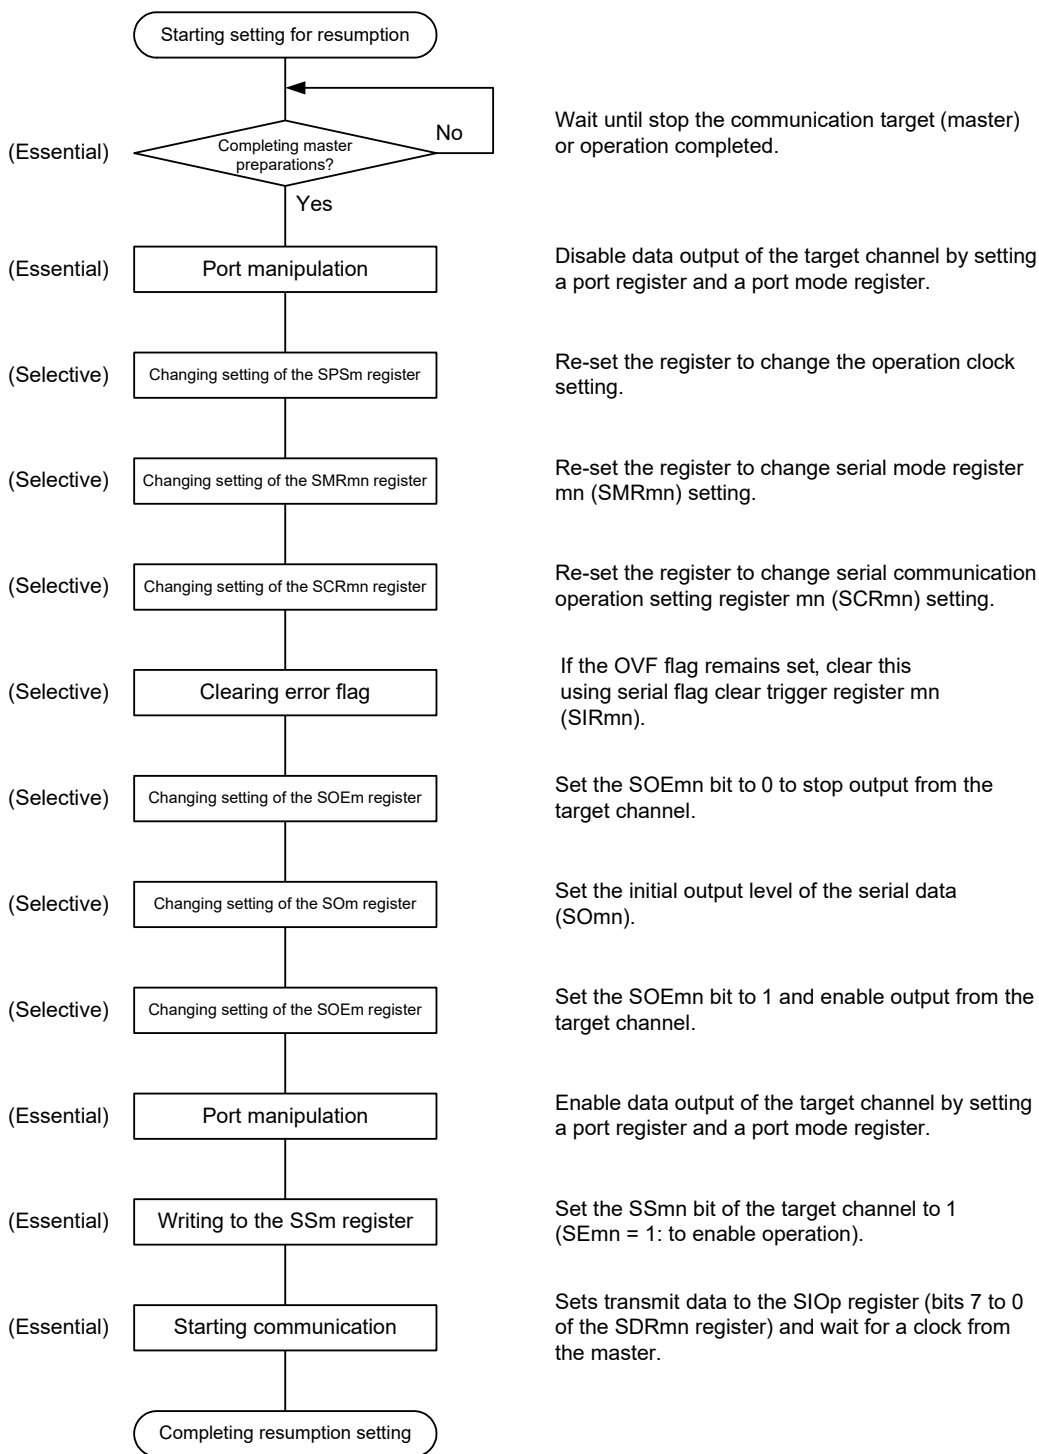 Starting setting for resumption
(Essential)
Completing master
preparations?
No
Wait until stop the communication target (master)
or operation completed.
Yes
(Essential)
Port manipulation
Disable data output of the target channel by setting
a port register and a port mode register.
(Selective)
Changing setting of the SPSm register
Re-set the register to change the operation clock
setting.
(Selective)
Changing setting of the SMRmn register
Re-set the register to change serial mode register
mn (SMRmn) setting.
(Selective)
Changing setting of the SCRmn register
Re-set the register to change serial communication
operation setting register mn (SCRmn) setting.
(Selective)
Clearing error flag
If the OVF flag remains set, clear this
using serial flag clear trigger register mn
(SIRmn).
(Selective)
Changing setting of the SOEm register
Set the SOEmn bit to 0 to stop output from the
target channel.
(Selective)
Changing setting of the SOm register
Set the initial output level of the serial data
(SOmn).
(Selective)
Changing setting of the SOEm register
Set the SOEmn bit to 1 and enable output from the
target channel.
(Essential)
Port manipulation
Enable data output of the target channel by setting
a port register and a port mode register.
(Essential)
Writing to the SSm register
Set the SSmn bit of the target channel to 1
(SEmn = 1: to enable operation).
(Essential)
Starting communication
Sets transmit data to the SIOp register (bits 7 to 0
of the SDRmn register) and wait for a clock from
the master.
Completing resumption setting